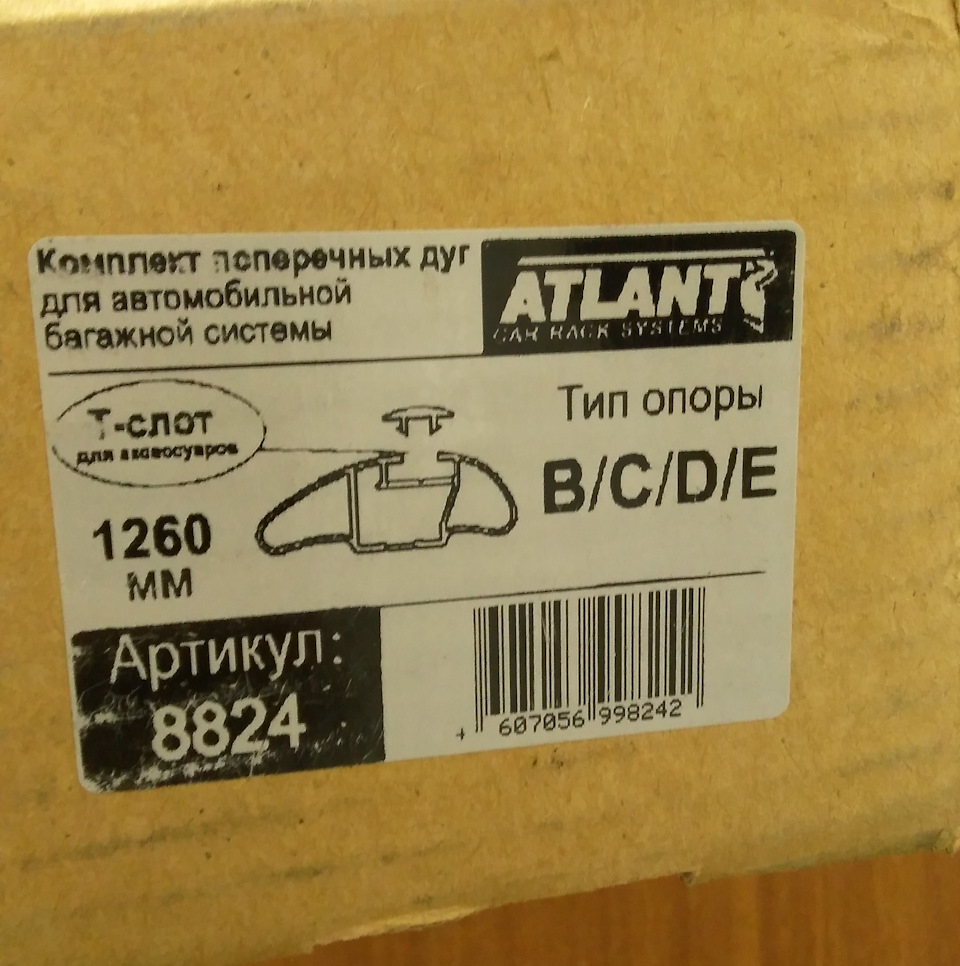 Комплект поперечных дуг
для автомобильной
багажной системы
ATLANT
CAR RACK SYSTEMS
Т-слот
для аксессуаров
Тип опоры
B/C/D/E
1260
мм
Артикул:
8824
4 607056 998242